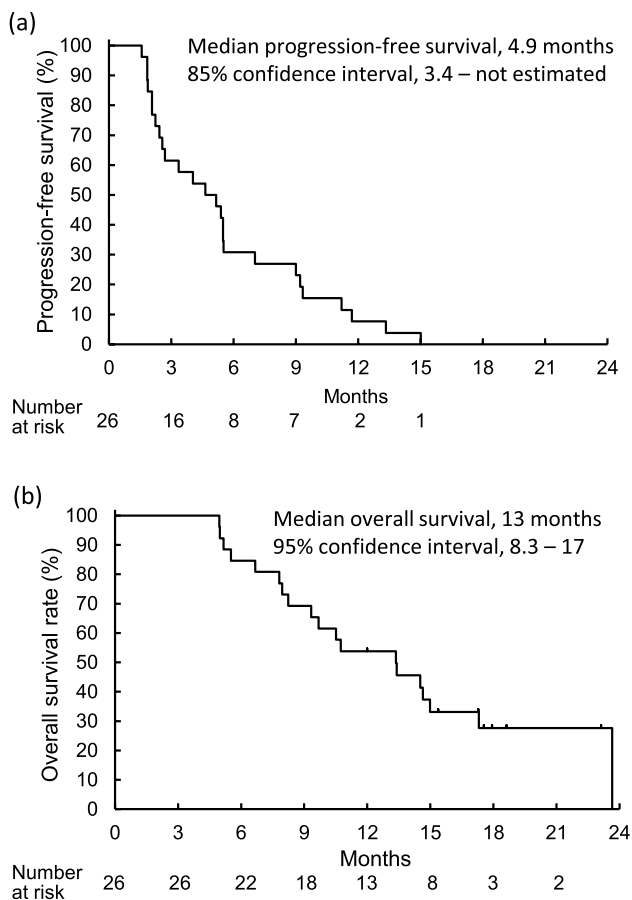 (a)
Median progression-free survival, 4.9 months
85% confidence interval, 3.4 – not estimated
Progression-free survival (%)
100
90
80
70
60
50
40
30
20
10
0
0 3 6 9 12 15 18 21 24
Months
Number at risk
26 16 8 7 2 1
(b)
Median overall survival, 13 months
95% confidence interval, 8.3 – 17
Overall survival rate (%)
100
90
80
70
60
50
40
30
20
10
0
0 3 6 9 12 15 18 21 24
Months
Number at risk
26 26 22 18 13 8 3 2